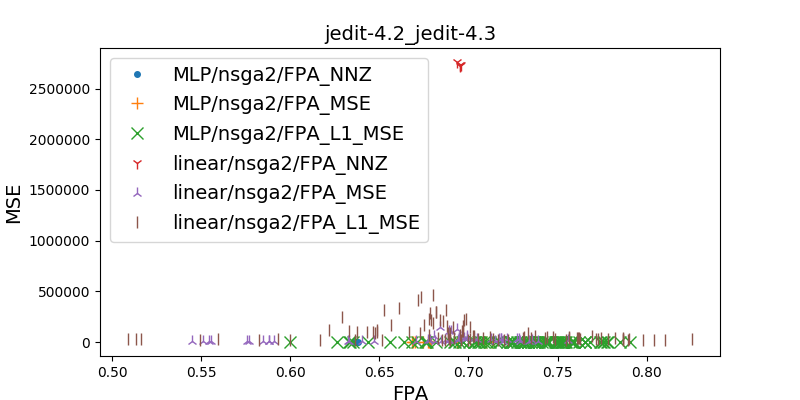 jedit-4.2_jedit-4.3
MLP/nsga2/FPA_NNZ
MLP/nsga2/FPA_MSE
MLP/nsga2/FPA_L1_MSE
linear/nsga2/FPA_NNZ
linear/nsga2/FPA_MSE
linear/nsga2/FPA_L1_MSE
MSE
2500000
2000000
1500000
1000000
500000
0
0.50 0.55 0.60 0.65 0.70 0.75 0.80
FPA